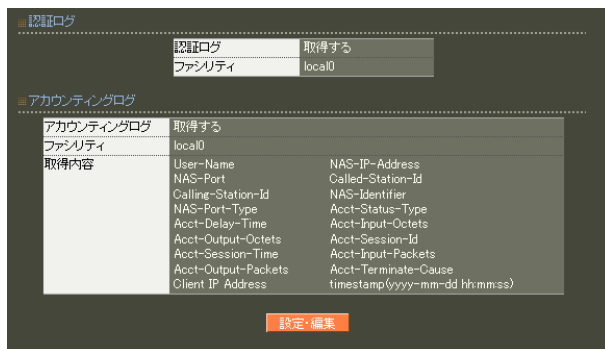 認証ログ
認証ログ 取得する
ファシリティ local0
アカウンティングログ
アカウンティングログ 取得する
ファシリティ local0
取得内容 User-Name NAS-IP-Address
NAS-Port Called-Station-Id
Calling-Station-Id NAS-Identifier
NAS-Port-Type Acct-Status-Type
Acct-Delay-Time Acct-Input-Octets
Acct-Output-Octets Acct-Session-Id
Acct-Session-Time Acct-Input-Packets
Acct-Output-Packets Acct-Terminate-Cause
Client IP Address timestamp(yyyy-mm-dd hh:mm:ss)
設定・編集